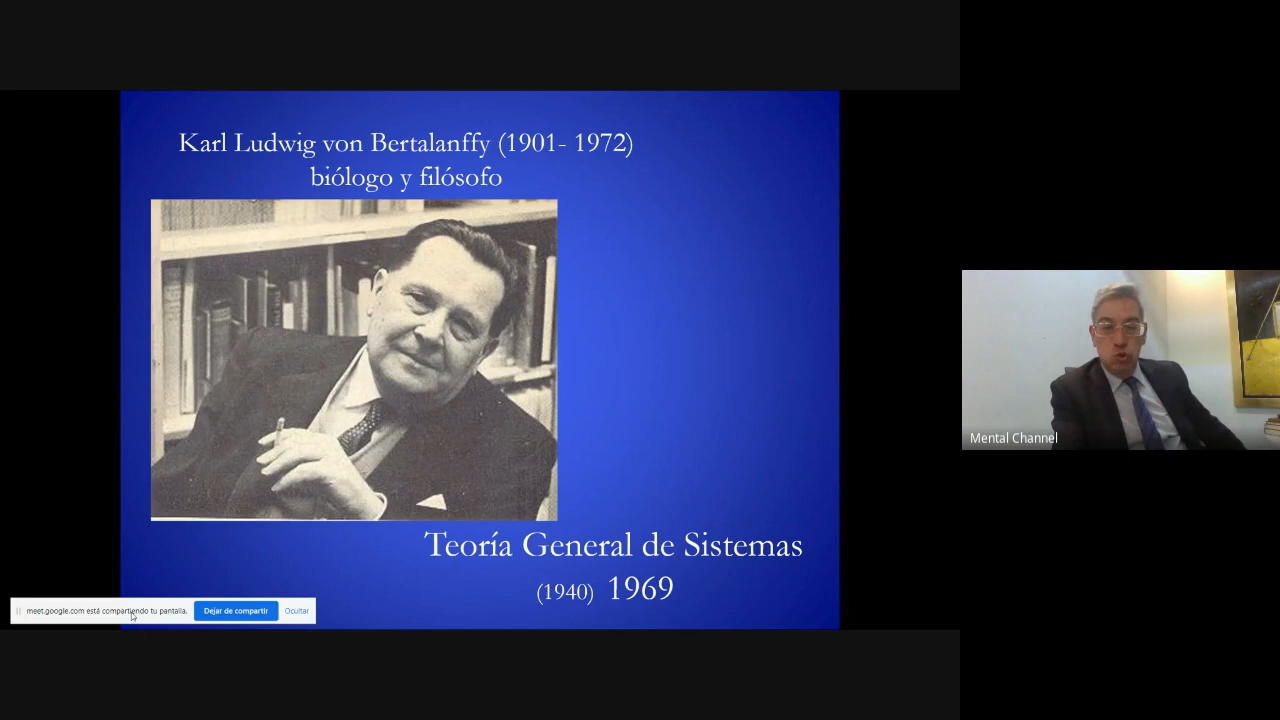 Karl Ludwig von Bertalanffy (1901- 1972)
biólogo y filósofo
Teoría General de Sistemas
(1940) 1969
meet.google.com está compartiendo tu pantalla.
Dejar de compartir
Ocultar
Mental Channel